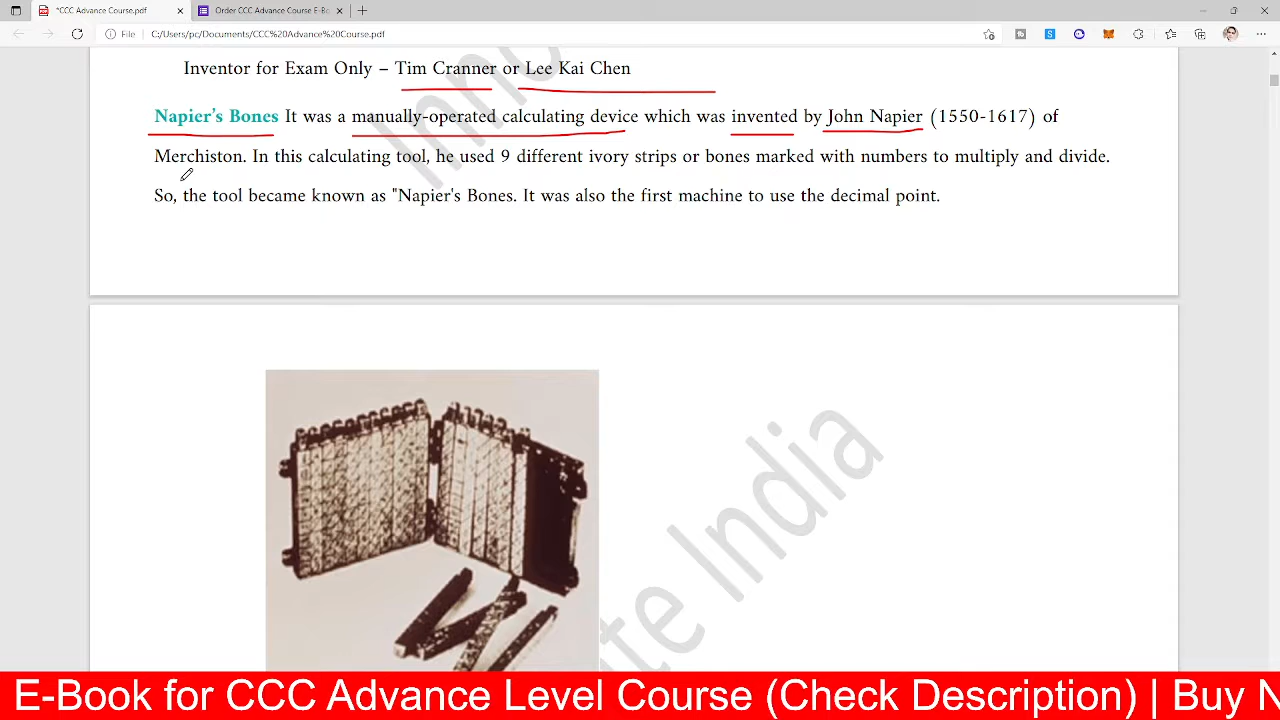 *CCC Advance Course.pdf
Order CCC Advance Course E-Bo
File
C:/Users/pc/Documents/CCC%20Advance%20Course.pdf
Inventor for Exam Only – Tim Cranner or Lee Kai Chen
Napier's Bones It was a manually-operated calculating device which was invented by John Napier (1550-1617) of
Merchiston. In this calculating tool, he used 9 different ivory strips or bones marked with numbers to multiply and divide.
So, the tool became known as "Napier's Bones. It was also the first machine to use the decimal point.
Inn
ite India
E-Book for CCC Advance Level Course (Check Description) | Buy N